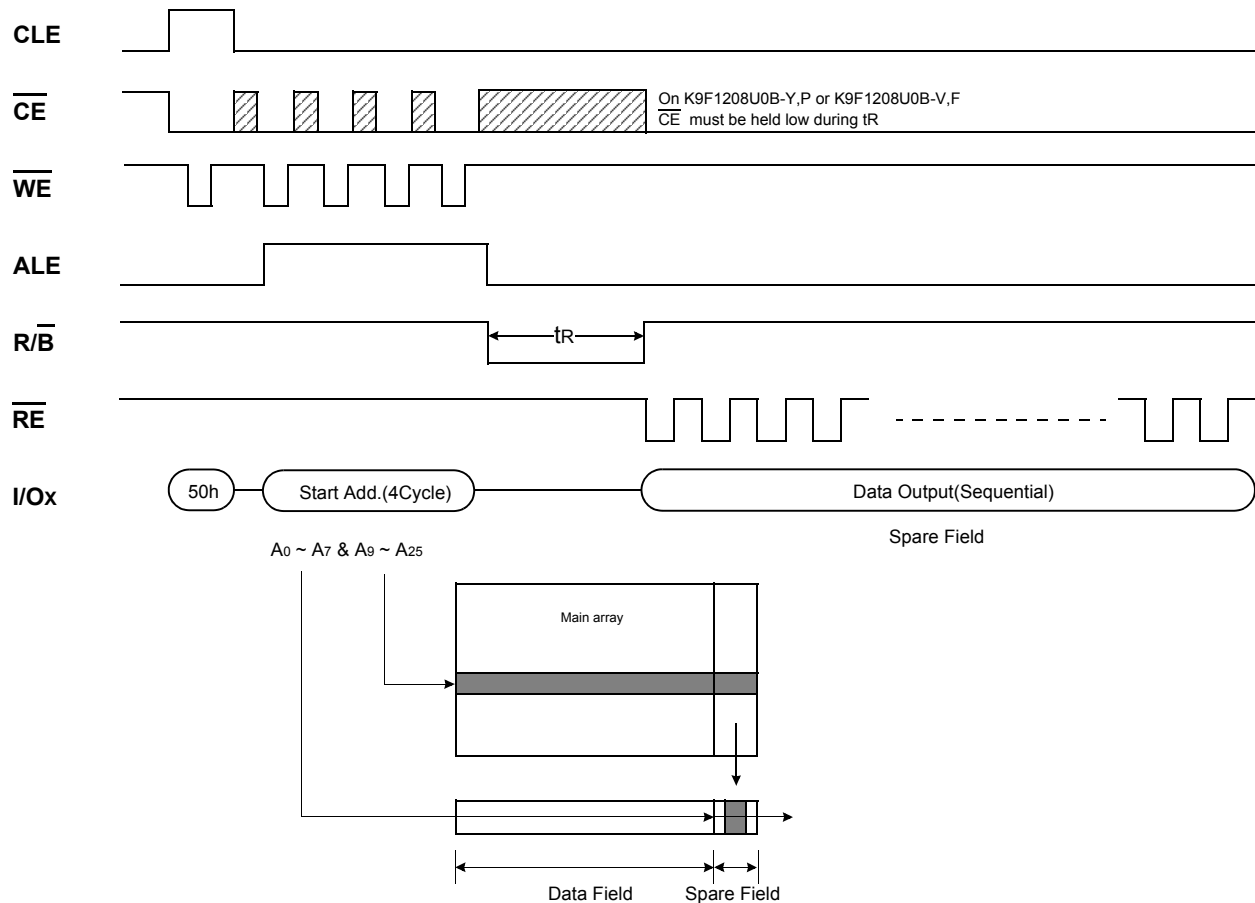 CLE
CE
On K9F1208U0B-Y,P or K9F1208U0B-V,F
CE must be held low during tR
WE
ALE
R/B
tR
RE
I/Ox
50h
Start Add.(4Cycle)
Data Output(Sequential)
Spare Field
A0 ~ A7 & A9 ~ A25
Main array
Data Field
Spare Field